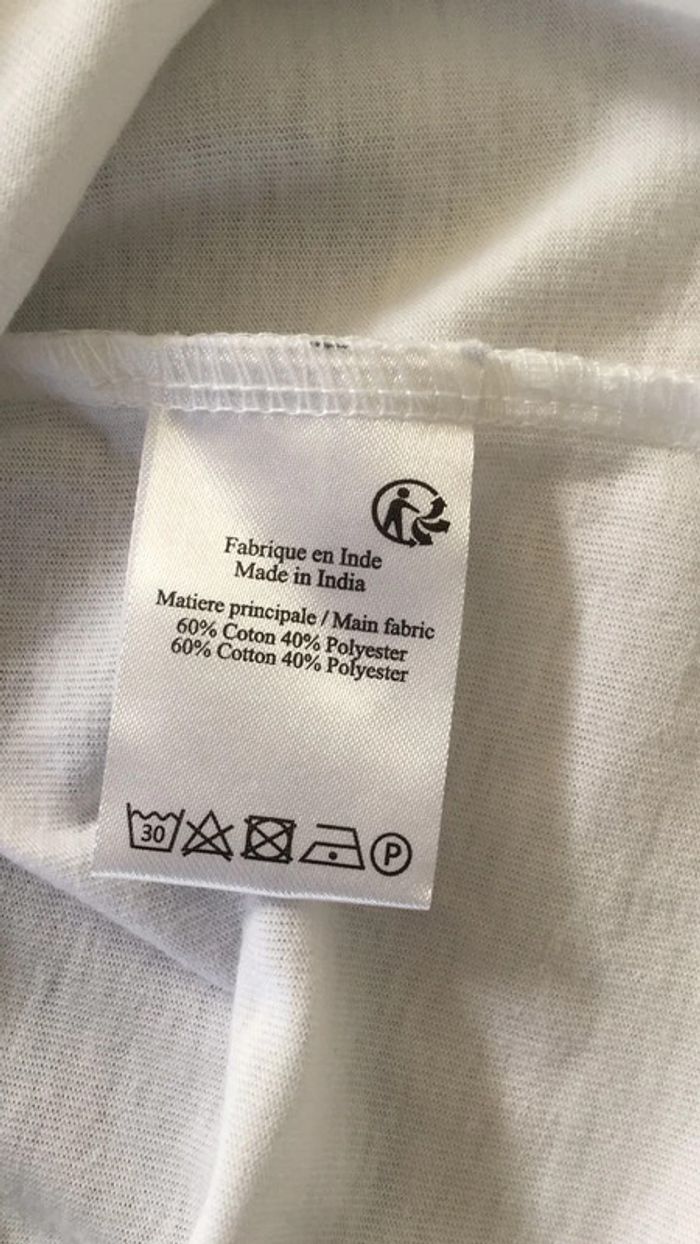 Fabrique en Inde
Made in India
Matiere principale / Main fabric
60% Coton 40% Polyester
60% Cotton 40% Polyester
30 P